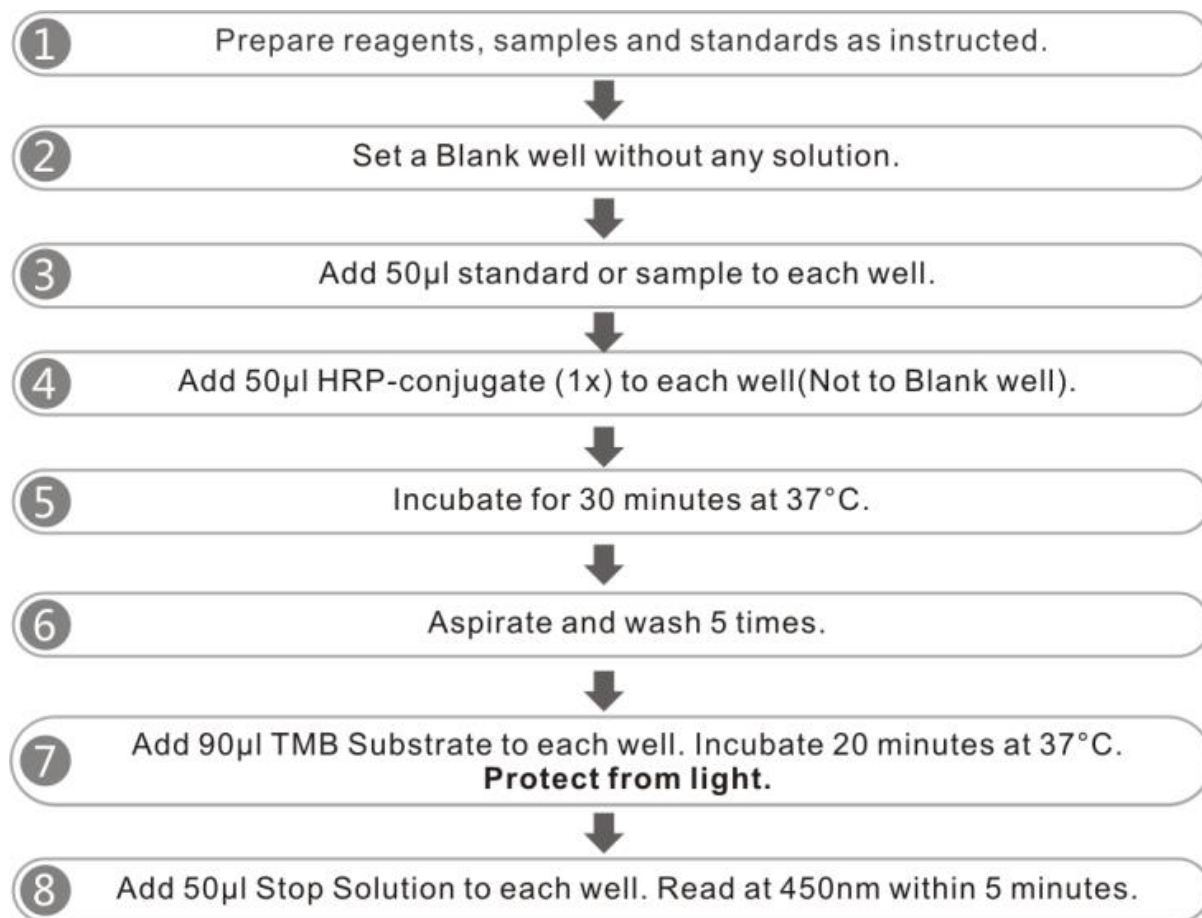 1 Prepare reagents, samples and standards as instructed.
2 Set a Blank well without any solution.
3 Add 50µl standard or sample to each well.
4 Add 50µl HRP-conjugate (1x) to each well(Not to Blank well).
5 Incubate for 30 minutes at 37°C.
6 Aspirate and wash 5 times.
7 Add 90µl TMB Substrate to each well. Incubate 20 minutes at 37°C.
Protect from light.
8 Add 50µl Stop Solution to each well. Read at 450nm within 5 minutes.